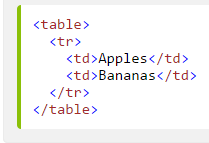 <table>
  <tr>
    <td>Apples</td>
    <td>Bananas</td>
  </tr>
</table>